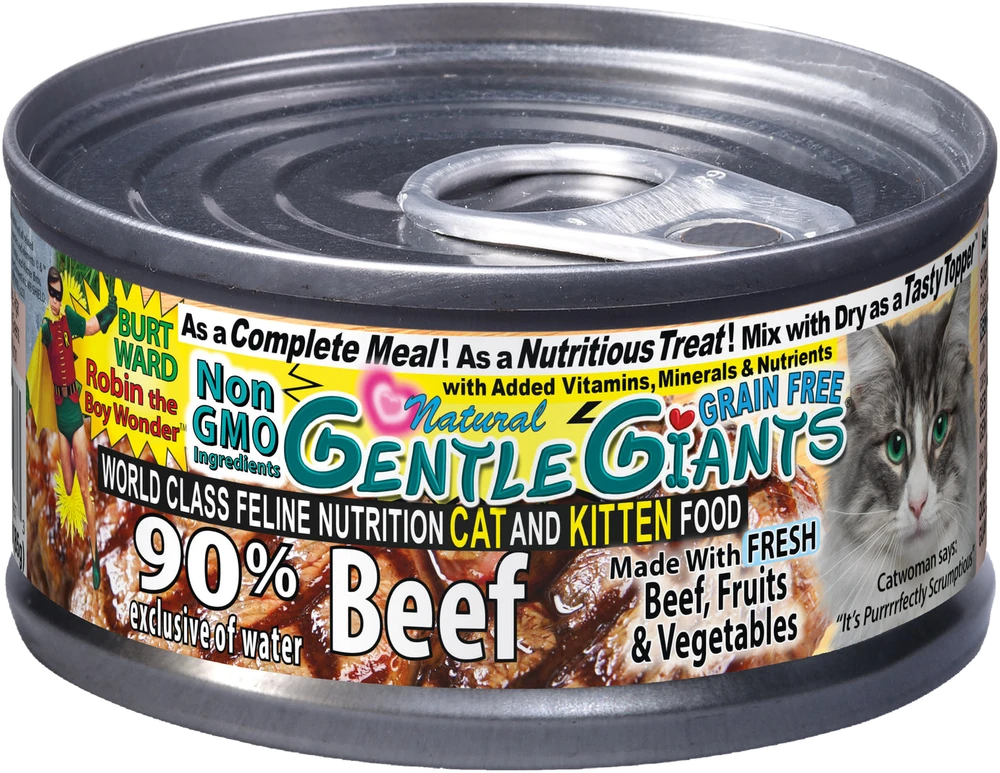 As a Complete Meal! As a Nutritious Treat! Mix with Dry as a Tasty Topper
with Added Vitamins, Minerals & Nutrients
BURT
WARD
Robin the
Boy Wonder™
Non
GMO
Ingredients
Natural
GRAIN FREE
GENTLE GIANTS®
WORLD CLASS FELINE NUTRITION CAT AND KITTEN FOOD
90%
exclusive of water
Beef
Made With FRESH
Beef, Fruits
& Vegetables
Catwoman says:
"It's Purrrrfectly Scrumptious"